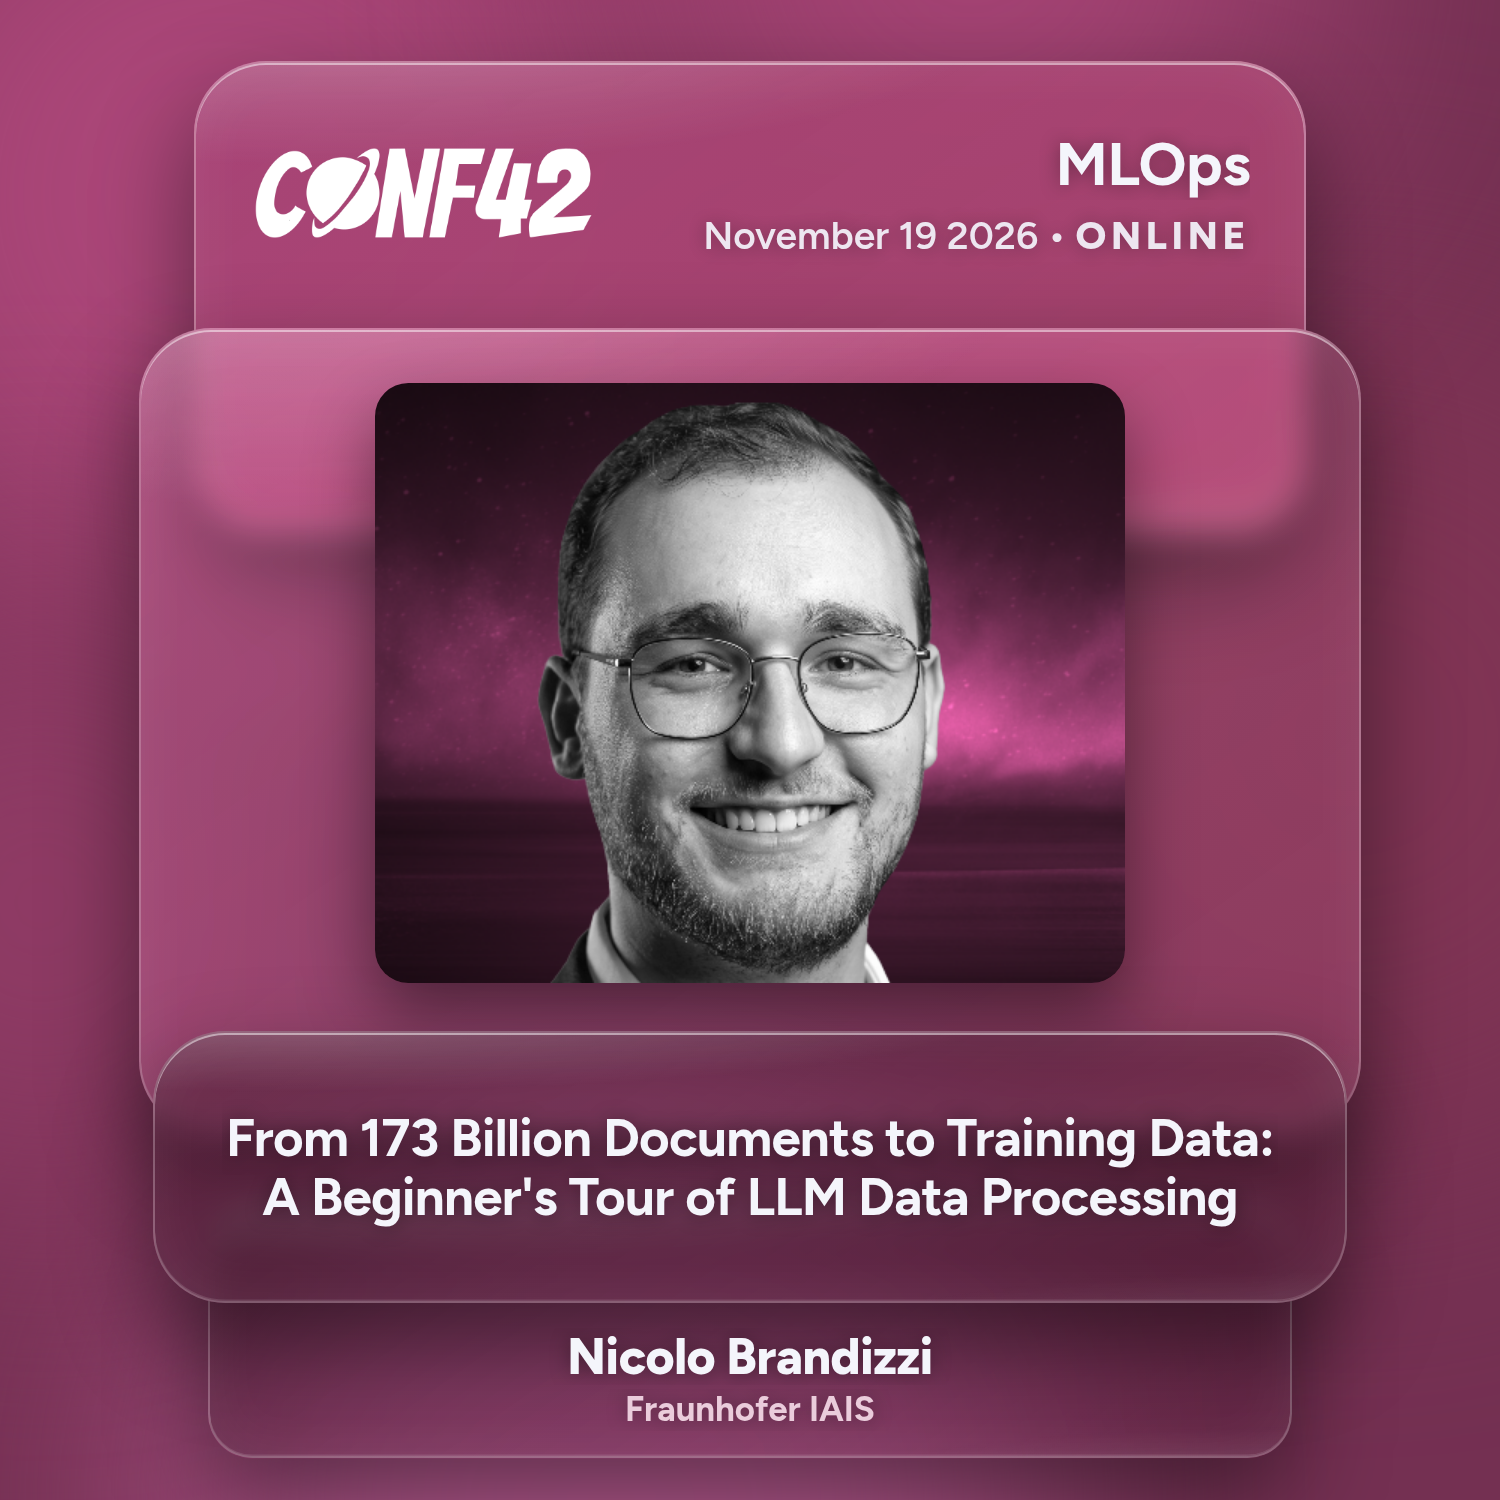 CONF42
MLOps
November 19 2026 • ONLINE
From 173 Billion Documents to Training Data:
A Beginner's Tour of LLM Data Processing
Nicolo Brandizzi
Fraunhofer IAIS